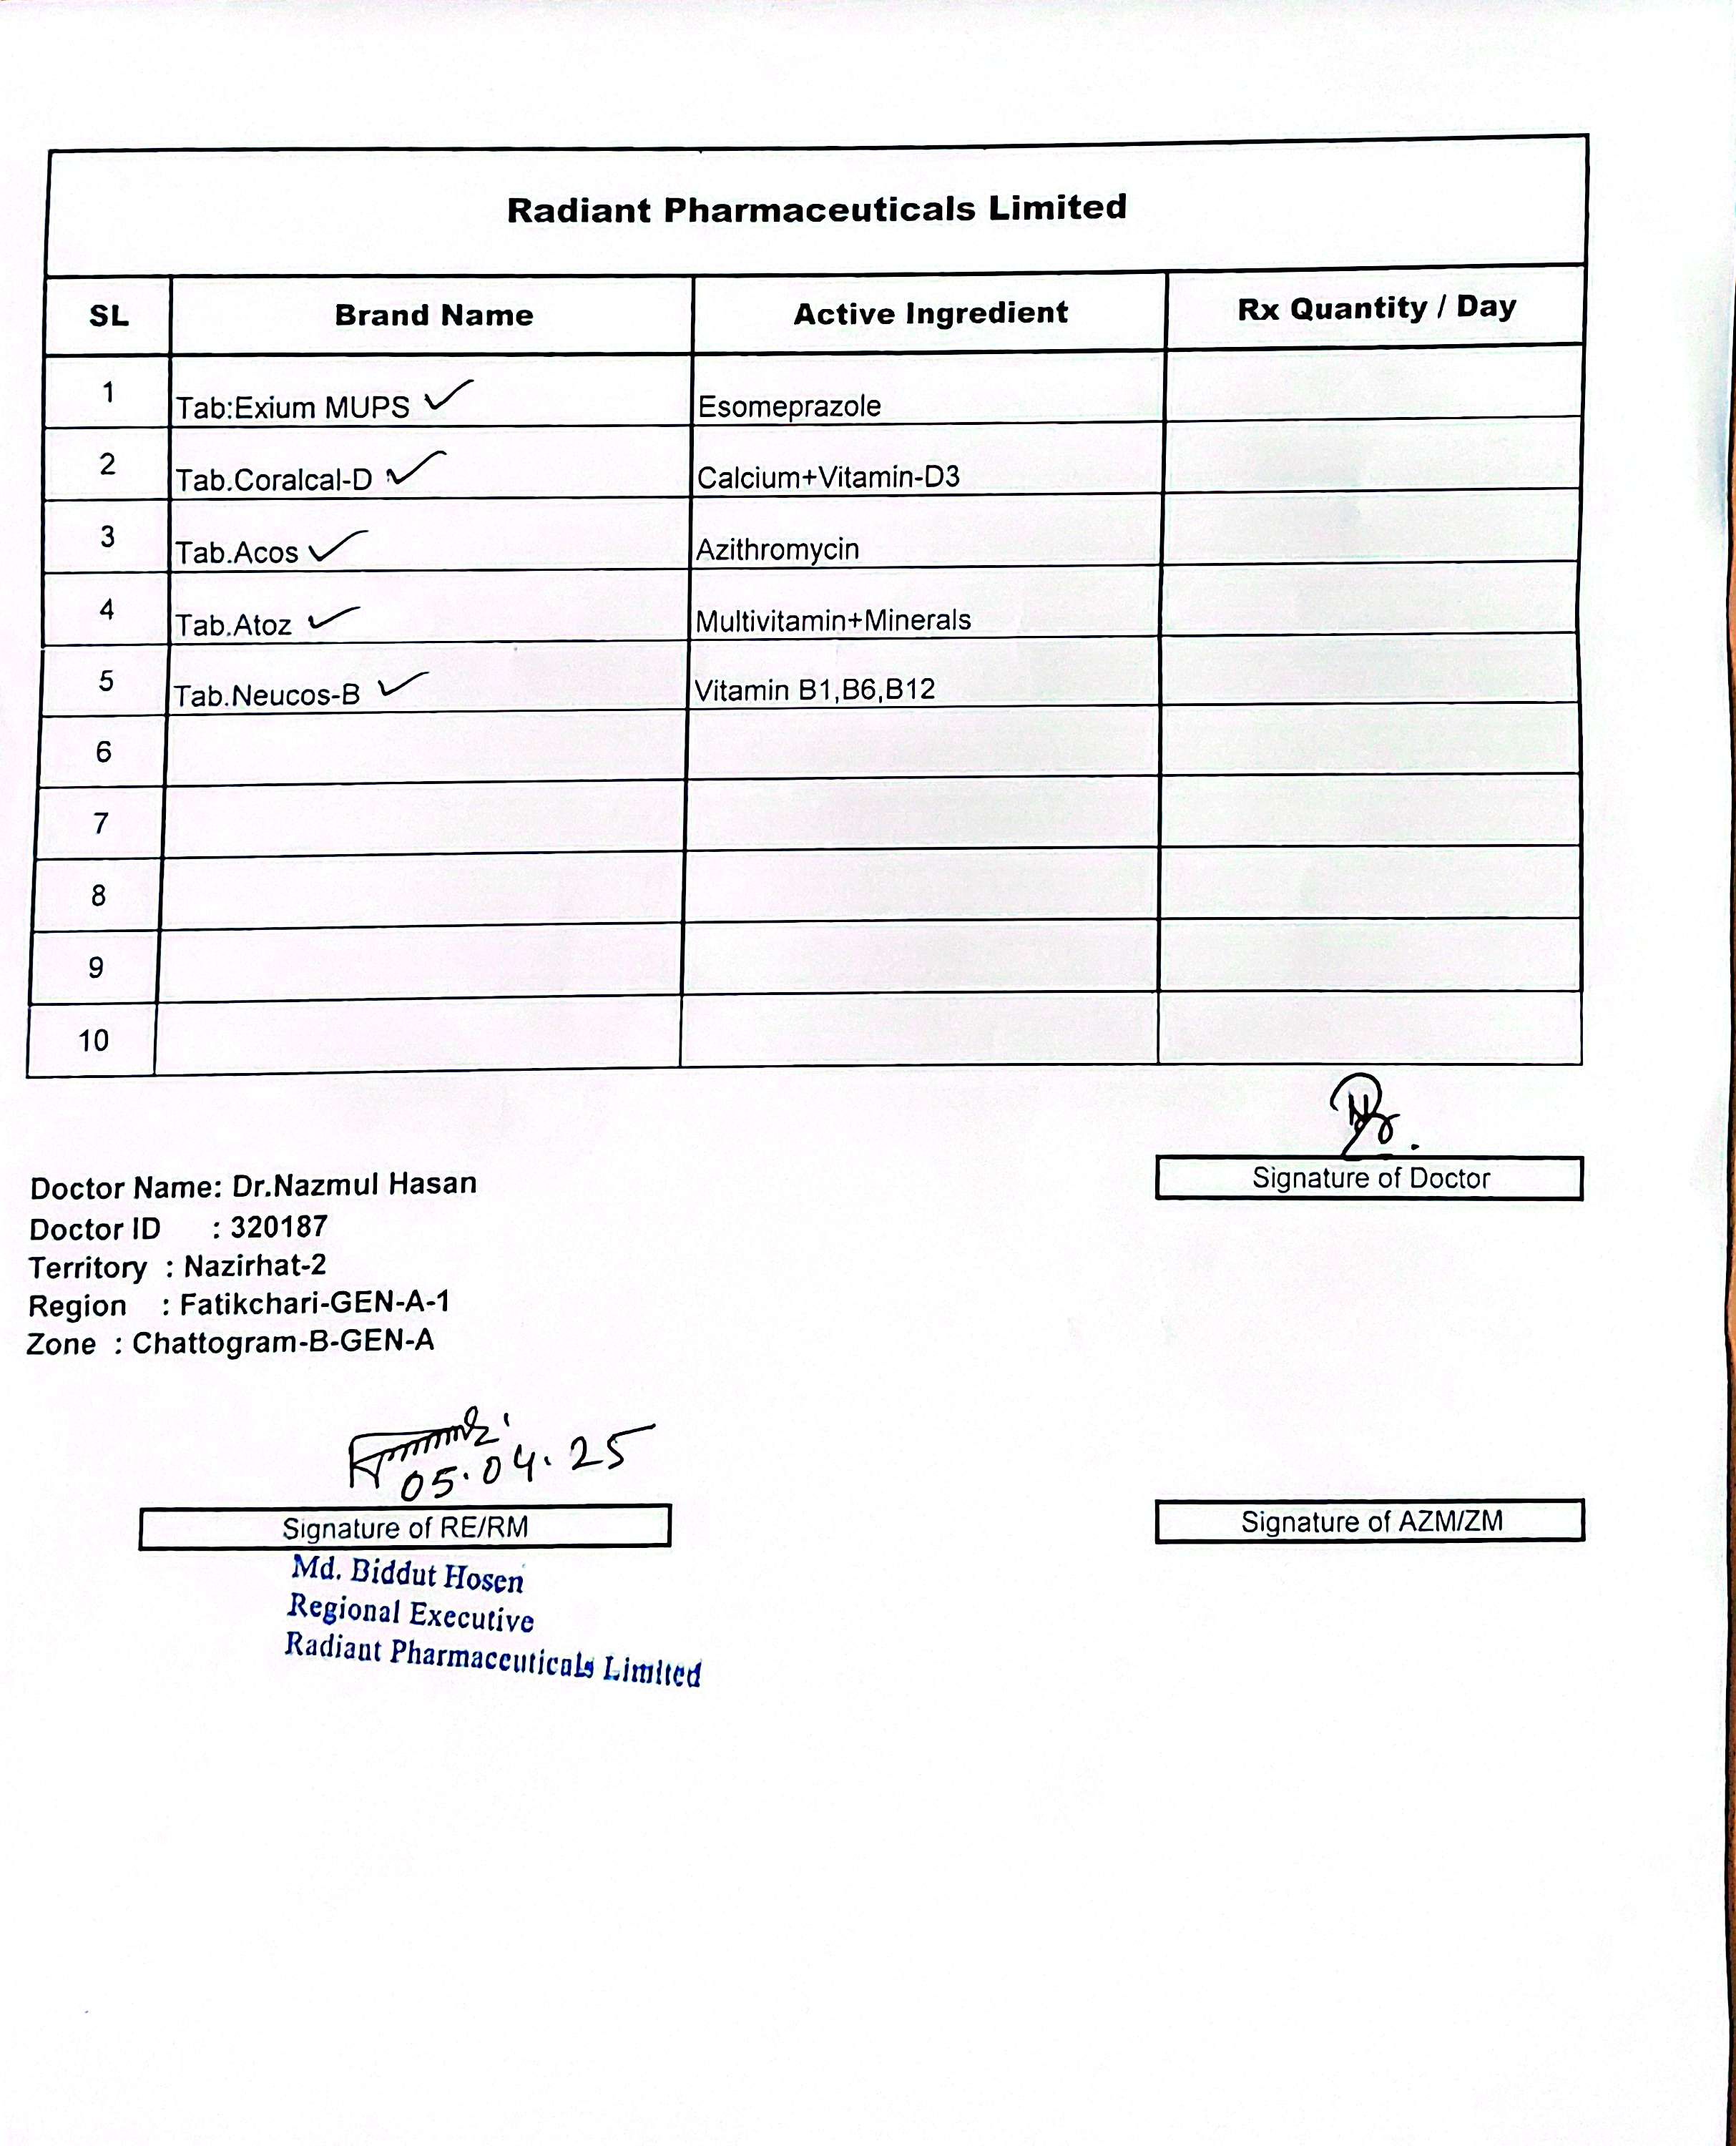 Radiant Pharmaceuticals Limited
SL Brand Name Active Ingredient Rx Quantity / Day
1 Tab:Exium MUPS Esomeprazole
2 Tab.Coralcal-D Calcium+Vitamin-D3
3 Tab.Acos Azithromycin
4 Tab.Atoz Multivitamin+Minerals
5 Tab.Neucos-B Vitamin B1,B6,B12
6
7
8
9
10
Signature of Doctor
Doctor Name: Dr.Nazmul Hasan
Doctor ID : 320187
Territory : Nazirhat-2
Region : Fatikchari-GEN-A-1
Zone : Chattogram-B-GEN-A
05.04.25
Signature of RE/RM
Signature of AZM/ZM
Md. Biddut Hosen
Regional Executive
Radiant Pharmaceuticals Limited